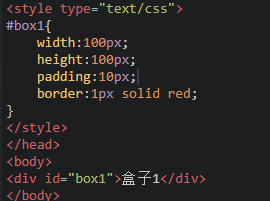 <style type="text/css">
#box1{
width:100px;
height:100px;
padding:10px;
border:1px solid red;
}
</style>
</head>
<body>
<div id="box1">盒子1</div>
</body>